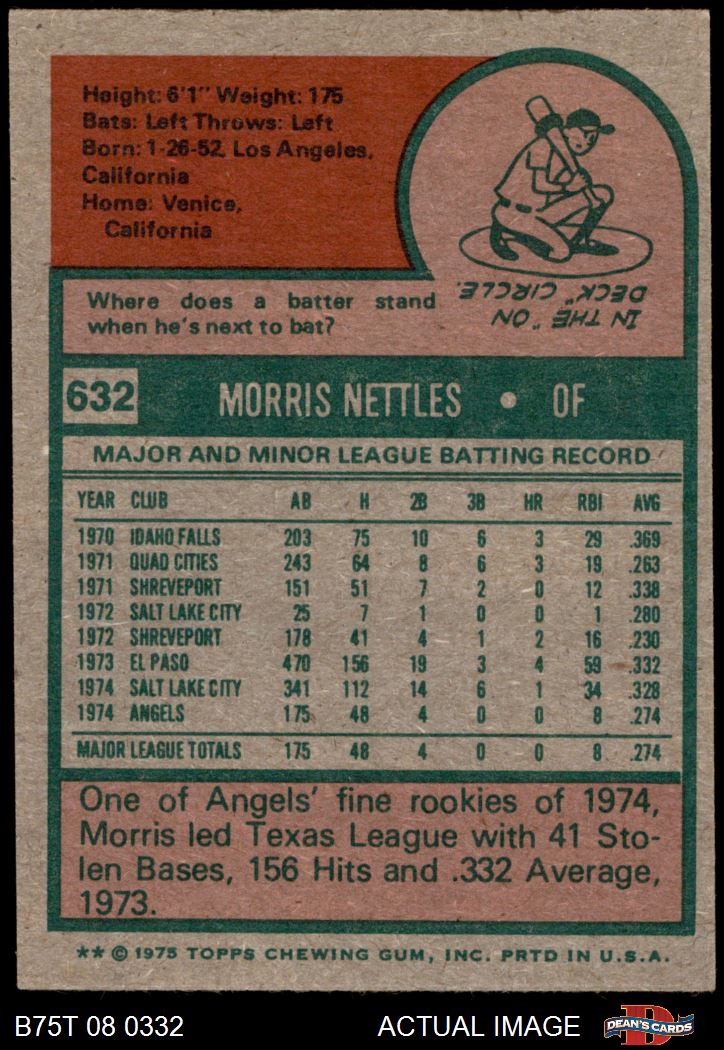 Height: 6'1" Weight: 175
Bats: Left Throws: Left
Born: 1-26-52, Los Angeles,
California
Home: Venice,
California
Where does a batter stand
when he's next to bat?
IN THE "ON
DECK" CIRCLE.
632 MORRIS NETTLES • OF
MAJOR AND MINOR LEAGUE BATTING RECORD
YEAR CLUB AB H 2B 3B HR RBI AVG
1970 IDAHO FALLS 203 75 10 6 3 29 .369
1971 QUAD CITIES 243 64 8 6 3 19 .263
1971 SHREVEPORT 151 51 7 2 0 12 .338
1972 SALT LAKE CITY 25 7 1 0 0 1 .280
1972 SHREVEPORT 178 41 4 1 2 16 .230
1973 EL PASO 470 156 19 3 4 59 .332
1974 SALT LAKE CITY 341 112 14 6 1 34 .328
1974 ANGELS 175 48 4 0 0 8 .274
MAJOR LEAGUE TOTALS 175 48 4 0 0 8 .274
One of Angels' fine rookies of 1974,
Morris led Texas League with 41 Sto-
len Bases, 156 Hits and .332 Average,
1973.
** © 1975 TOPPS CHEWING GUM, INC. PRTD IN U.S.A.
B75T 08 0332 ACTUAL IMAGE D DEAN'S CARDS